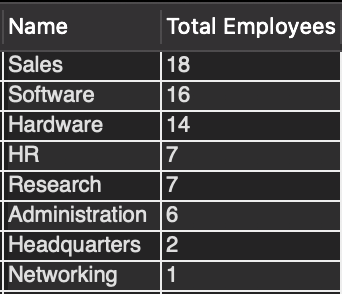 Name Total Employees
Sales 18
Software 16
Hardware 14
HR 7
Research 7
Administration 6
Headquarters 2
Networking 1